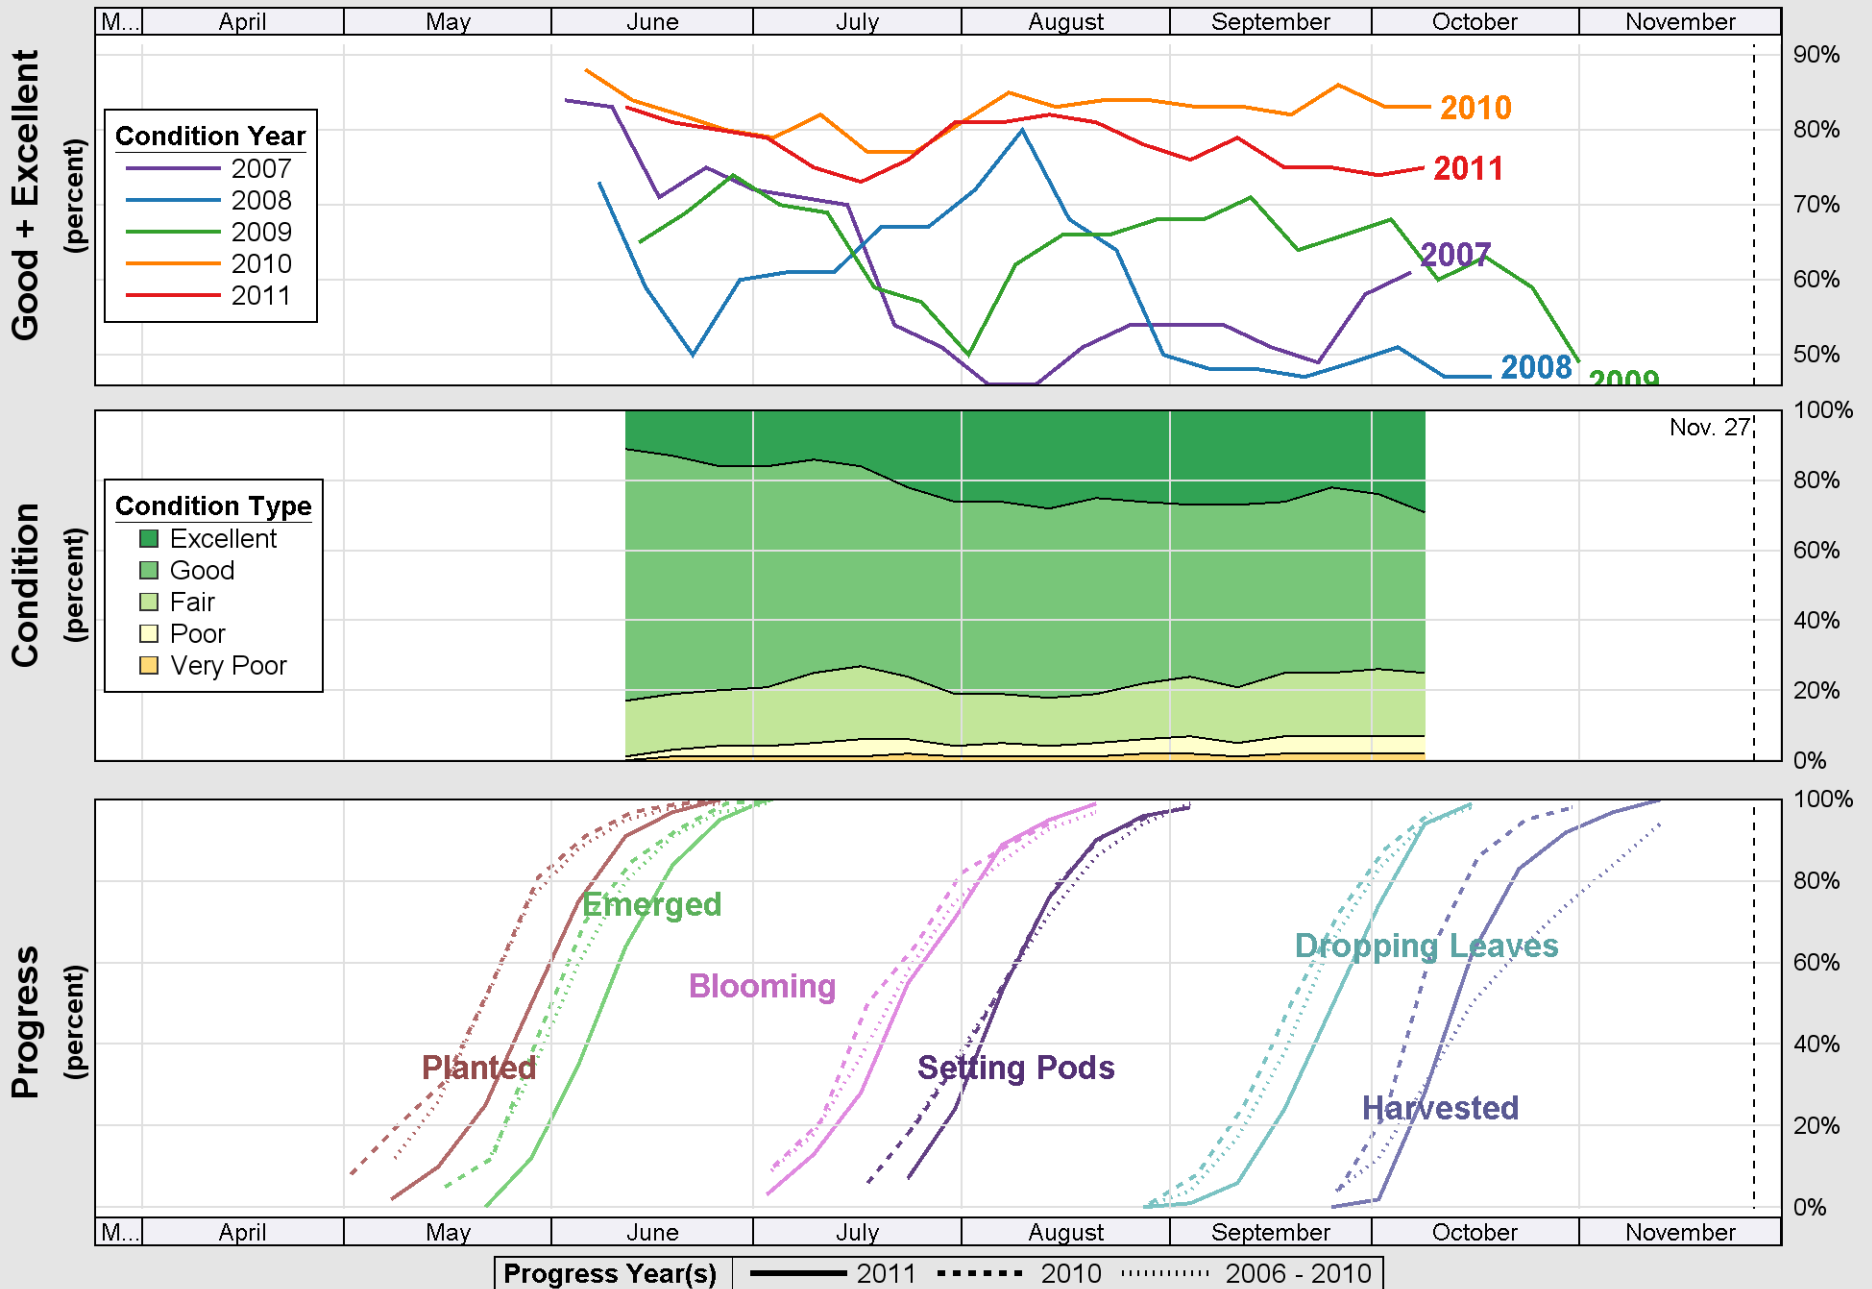 M... April May June July August September October November
Good + Excellent
(percent)
90%
80%
70%
60%
50%
Condition Year
2007
2008
2009
2010
2011
2010
2011
2007
2008
2009
Condition
(percent)
100%
80%
60%
40%
20%
0%
Nov. 27
Condition Type
Excellent
Good
Fair
Poor
Very Poor
Progress
(percent)
100%
80%
60%
40%
20%
0%
Emerged
Dropping Leaves
Blooming
Planted
Setting Pods
Harvested
M... April May June July August September October November
Progress Year(s) 2011 2010 2006 - 2010